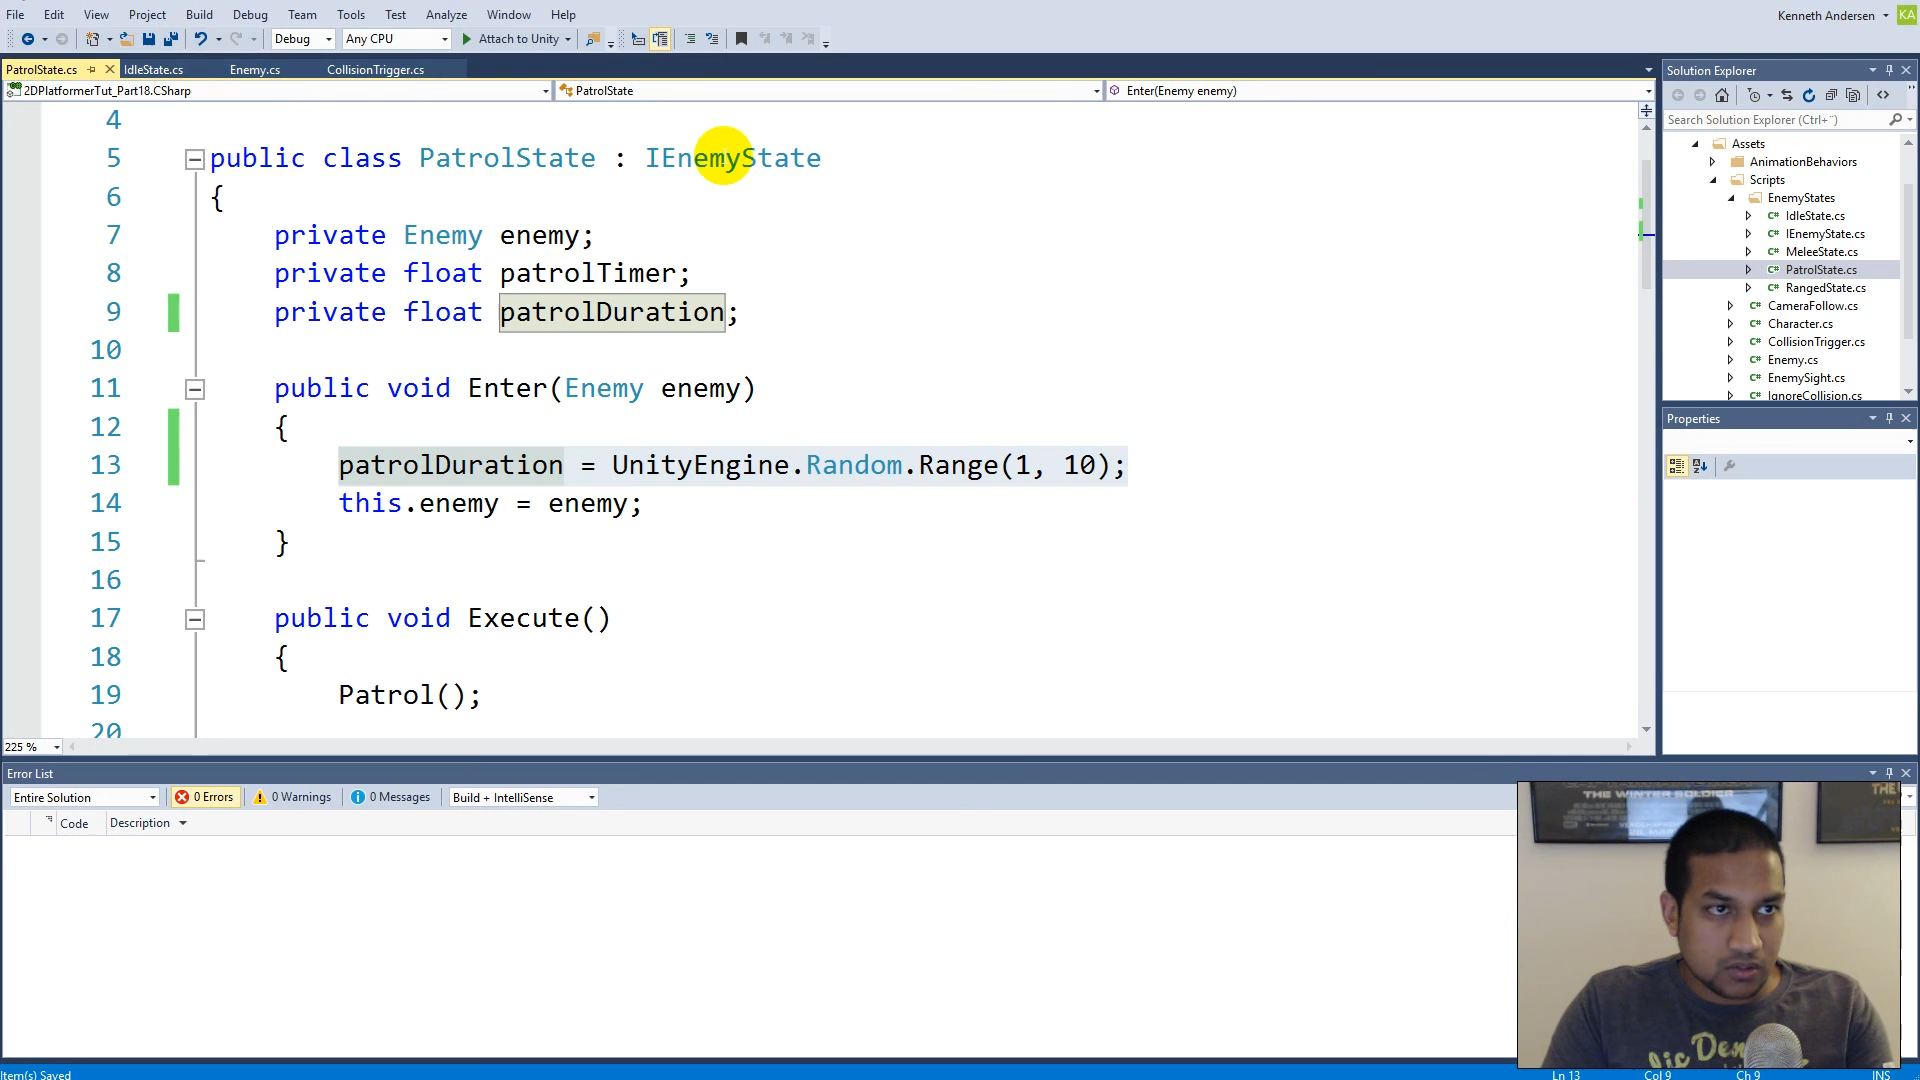 File Edit View Project Build Debug Team Tools Test Analyze Window Help
Kenneth Andersen KA
Debug Any CPU Attach to Unity
PatrolState.cs IdleState.cs Enemy.cs CollisionTrigger.cs
2DPlatformerTut_Part18.CSharp PatrolState Enter(Enemy enemy)
4
5 public class PatrolState : IEnemyState
6 {
7 private Enemy enemy;
8 private float patrolTimer;
9 private float patrolDuration;
10
11 public void Enter(Enemy enemy)
12 {
13 patrolDuration = UnityEngine.Random.Range(1, 10);
14 this.enemy = enemy;
15 }
16
17 public void Execute()
18 {
19 Patrol();
20
225 %
Solution Explorer
Search Solution Explorer (Ctrl+¨)
Assets
AnimationBehaviors
Scripts
EnemyStates
C# IdleState.cs
C# IEnemyState.cs
C# MeleeState.cs
C# PatrolState.cs
C# RangedState.cs
C# CameraFollow.cs
C# Character.cs
C# CollisionTrigger.cs
C# Enemy.cs
C# EnemySight.cs
C# IgnoreCollision.cs
Properties
Error List
Entire Solution 0 Errors 0 Warnings 0 Messages Build + IntelliSense
Code Description
THE WINTER SOLDIER
THE
Item(s) Saved Ln 13 Col 9 Ch 9 INS